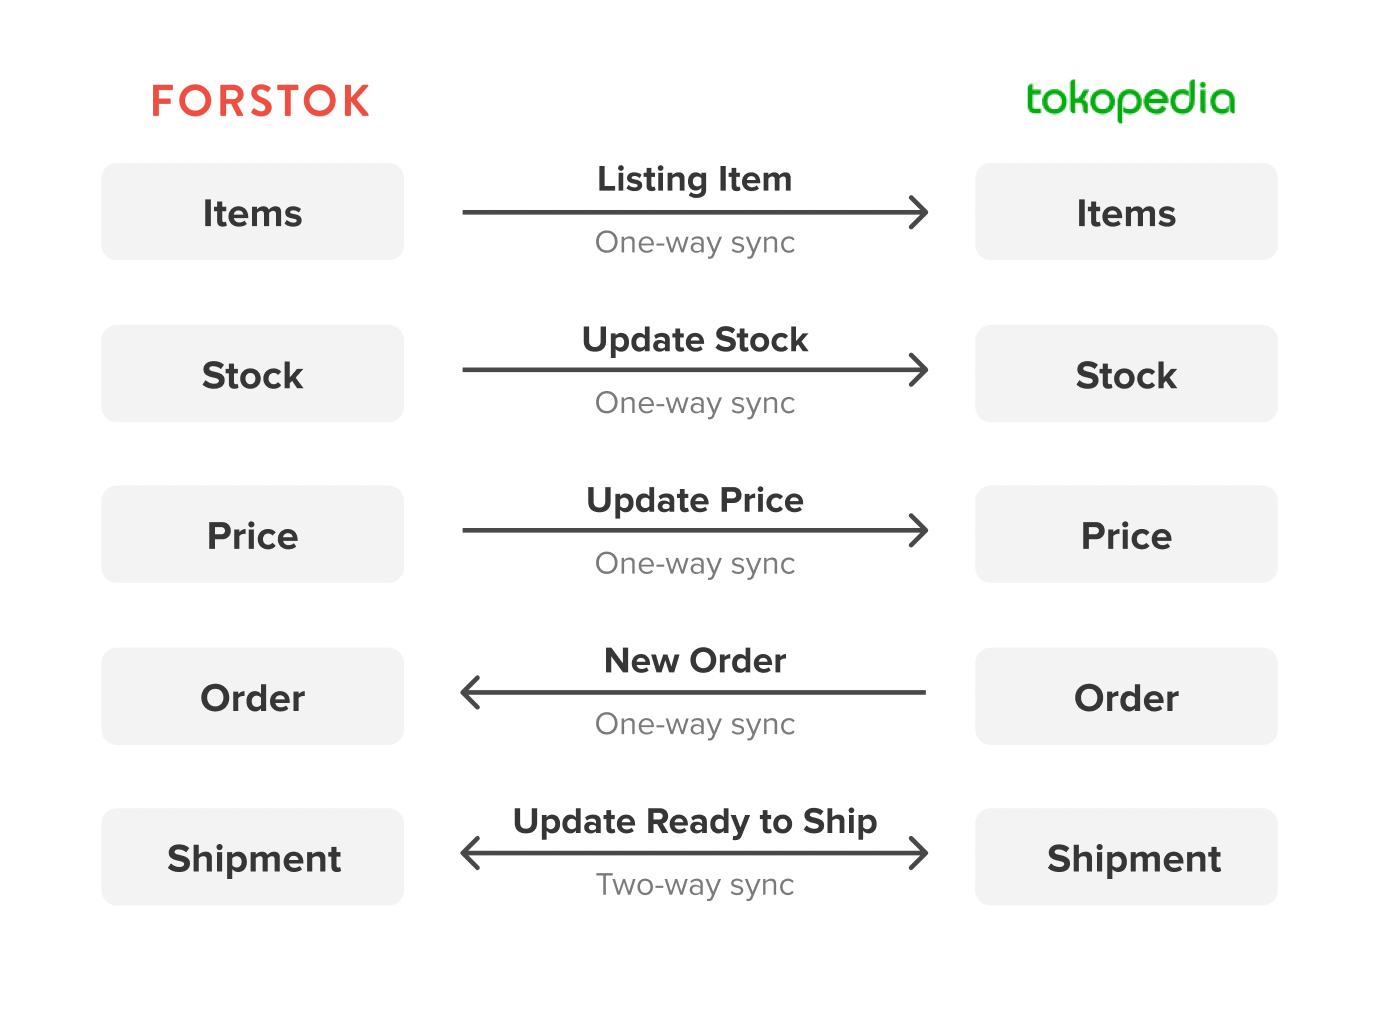 FORSTOK
tokopedia
Items
Listing Item
One-way sync
Items
Stock
Update Stock
One-way sync
Stock
Price
Update Price
One-way sync
Price
Order
New Order
One-way sync
Order
Shipment
Update Ready to Ship
Two-way sync
Shipment